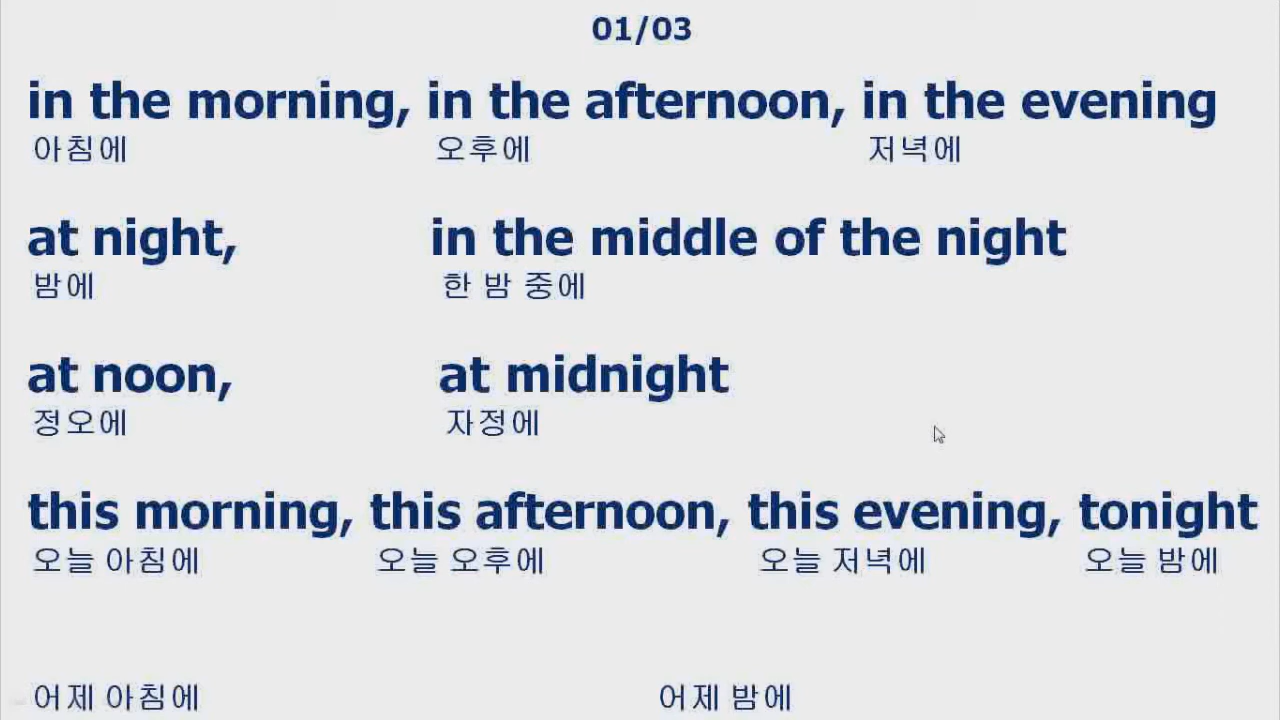 01/03
in the morning, in the afternoon, in the evening
아침에 오후에 저녁에
at night, in the middle of the night
밤에 한 밤 중에
at noon, at midnight
정오에 자정에
this morning, this afternoon, this evening, tonight
오늘 아침에 오늘 오후에 오늘 저녁에 오늘 밤에
어제 아침에 어제 밤에